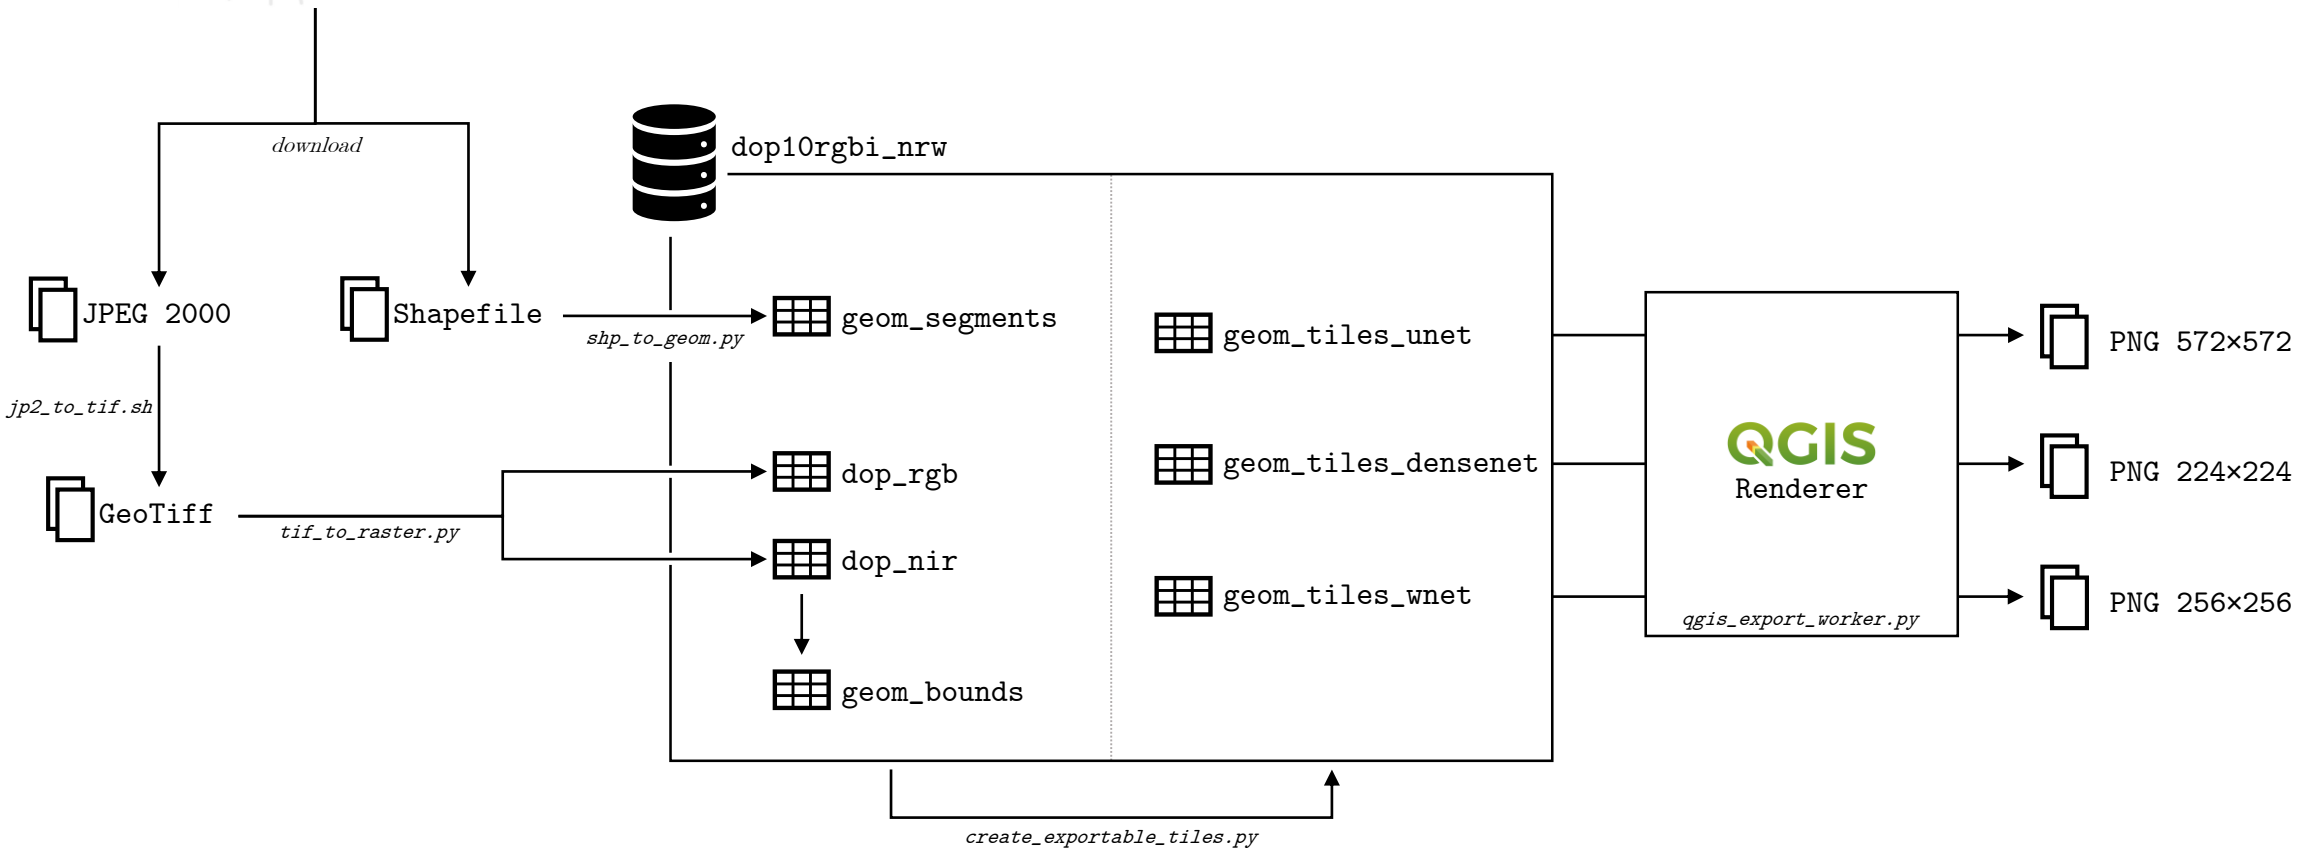 download
dop10rgbi_nrw
JPEG 2000
Shapefile
shp_to_geom.py
geom_segments
geom_tiles_unet
PNG 572×572
jp2_to_tif.sh
dop_rgb
geom_tiles_densenet
QGIS
Renderer
PNG 224×224
GeoTiff
tif_to_raster.py
dop_nir
geom_tiles_wnet
qgis_export_worker.py
PNG 256×256
geom_bounds
create_exportable_tiles.py